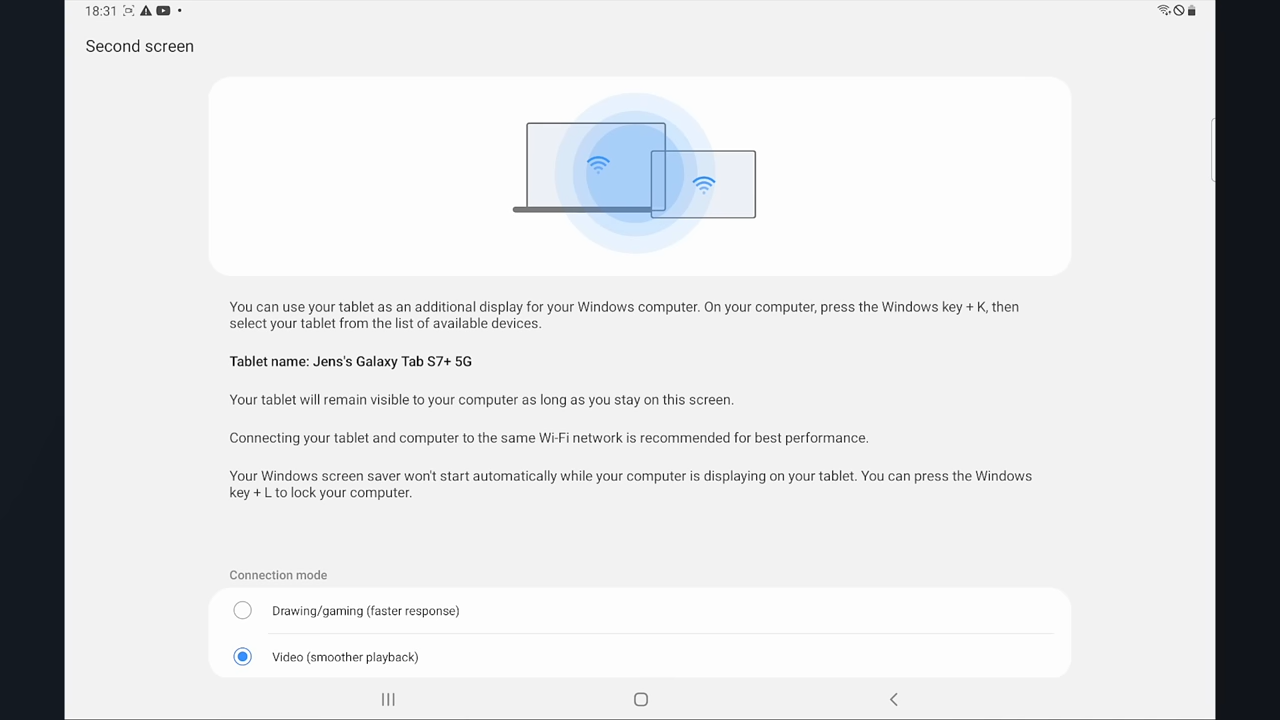 18:31
Second screen
You can use your tablet as an additional display for your Windows computer. On your computer, press the Windows key + K, then
select your tablet from the list of available devices.
Tablet name: Jens's Galaxy Tab S7+ 5G
Your tablet will remain visible to your computer as long as you stay on this screen.
Connecting your tablet and computer to the same Wi-Fi network is recommended for best performance.
Your Windows screen saver won't start automatically while your computer is displaying on your tablet. You can press the Windows
key + L to lock your computer.
Connection mode
Drawing/gaming (faster response)
Video (smoother playback)